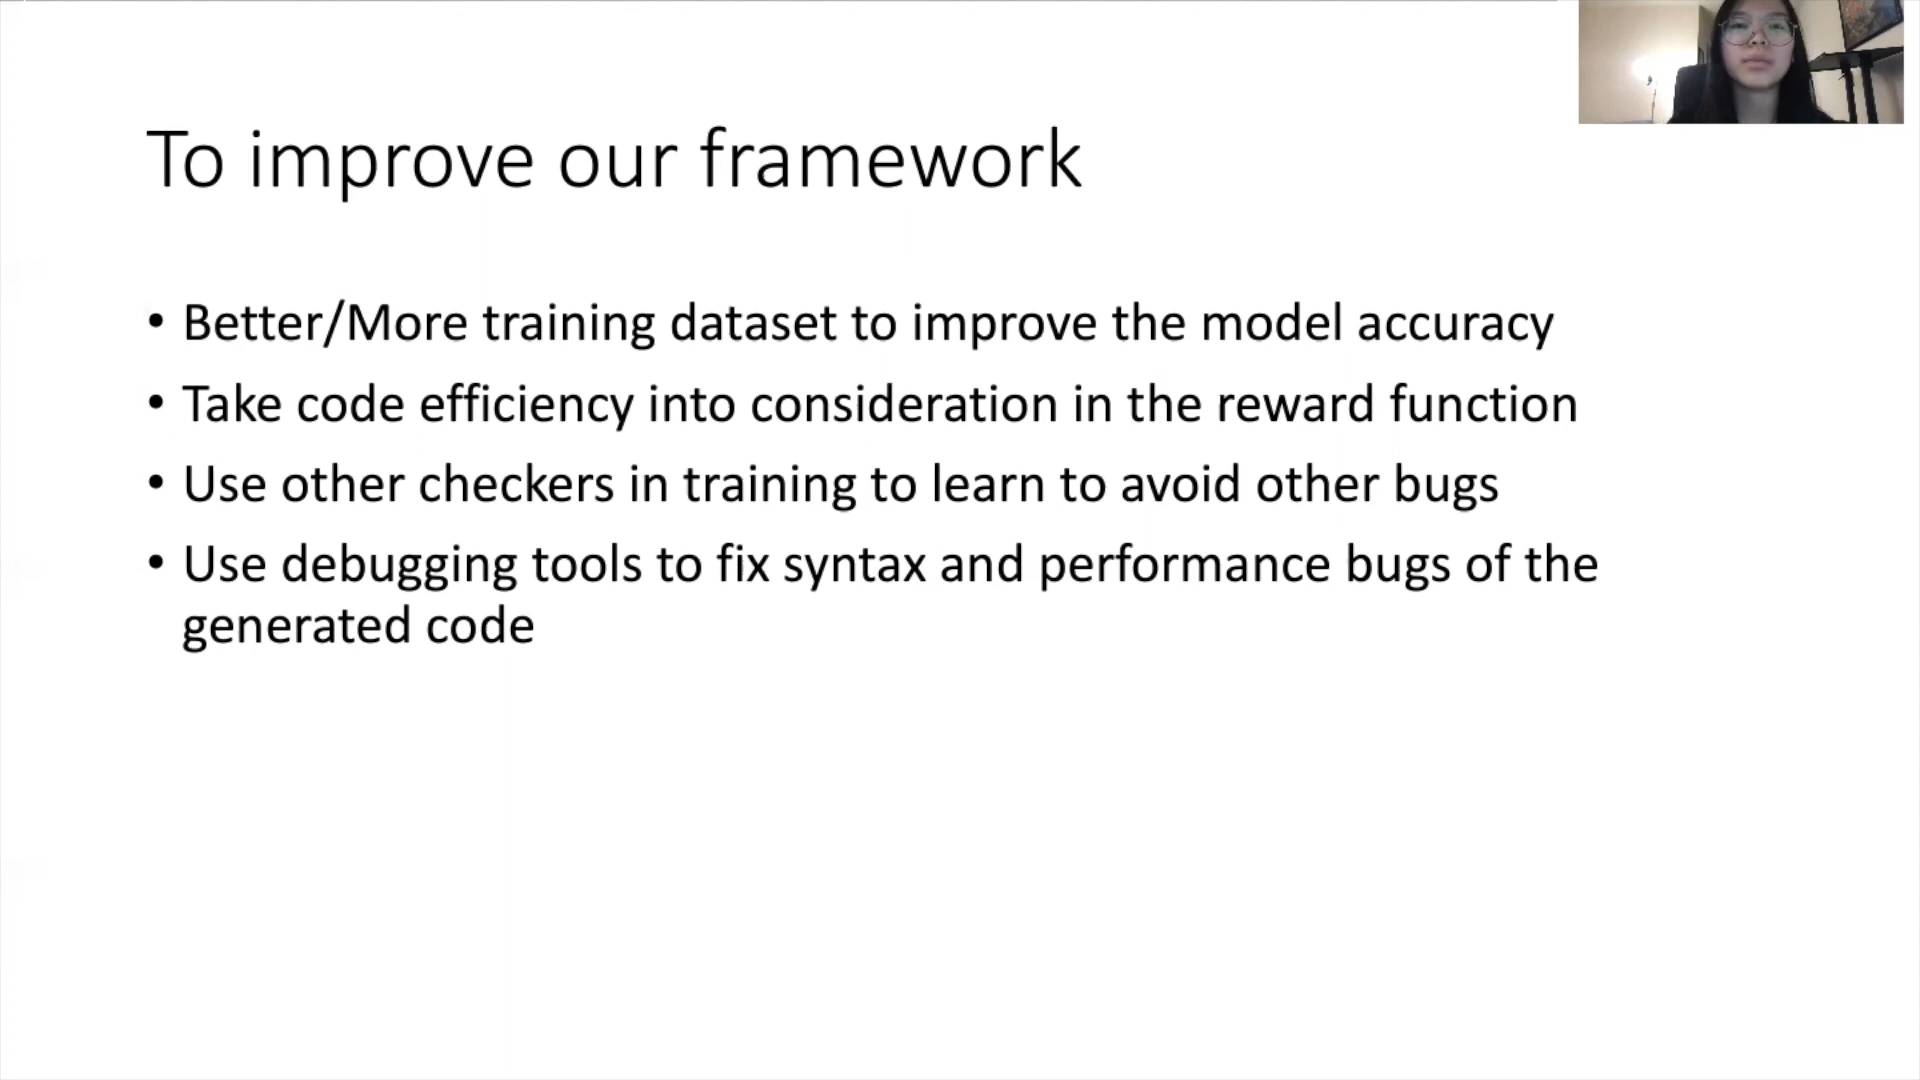 To improve our framework
• Better/More training dataset to improve the model accuracy
• Take code efficiency into consideration in the reward function
• Use other checkers in training to learn to avoid other bugs
• Use debugging tools to fix syntax and performance bugs of the
generated code